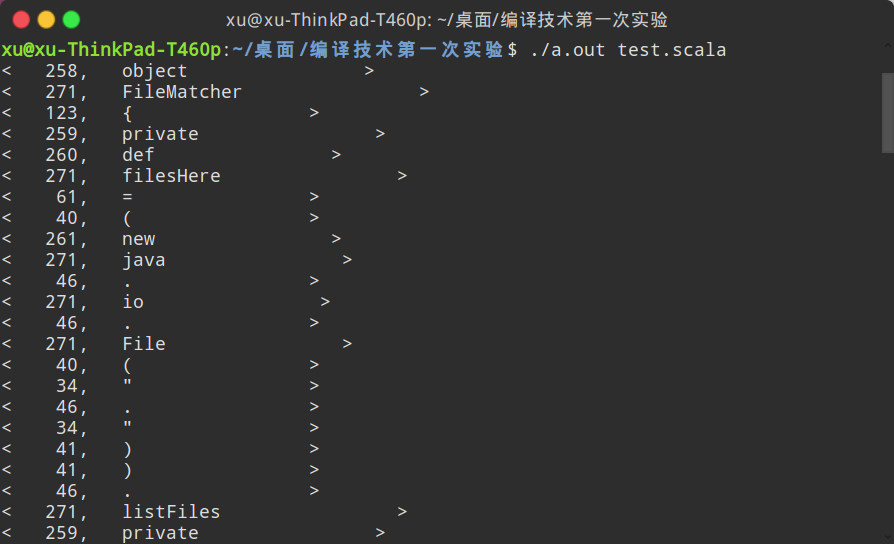 xu@xu-ThinkPad-T460p: ~/桌面/编译技术第一次实验
xu@xu-ThinkPad-T460p:~/桌面/编译技术第一次实验$ ./a.out test.scala
<   258,   object                >
<   271,   FileMatcher                >
<   123,   {                >
<   259,   private                >
<   260,   def                >
<   271,   filesHere                >
<    61,   =                >
<    40,   (                >
<   261,   new                >
<   271,   java                >
<    46,   .                >
<   271,   io                >
<    46,   .                >
<   271,   File                >
<    40,   (                >
<    34,   "                >
<    46,   .                >
<    34,   "                >
<    41,   )                >
<    41,   )                >
<    46,   .                >
<   271,   listFiles                >
<   259,   private                >